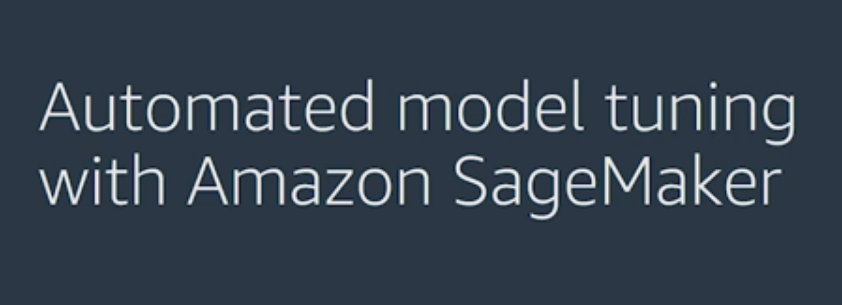 Automated model tuning
with Amazon SageMaker